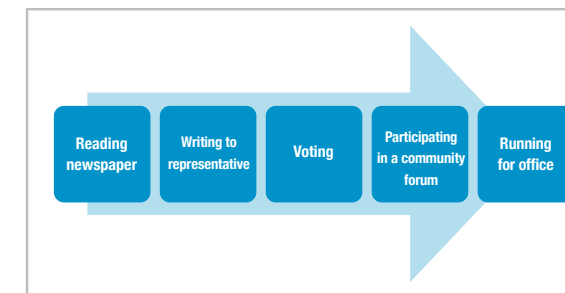 Reading
newspaper
Writing to
representative
Voting
Participating
in a community
forum
Running
for office